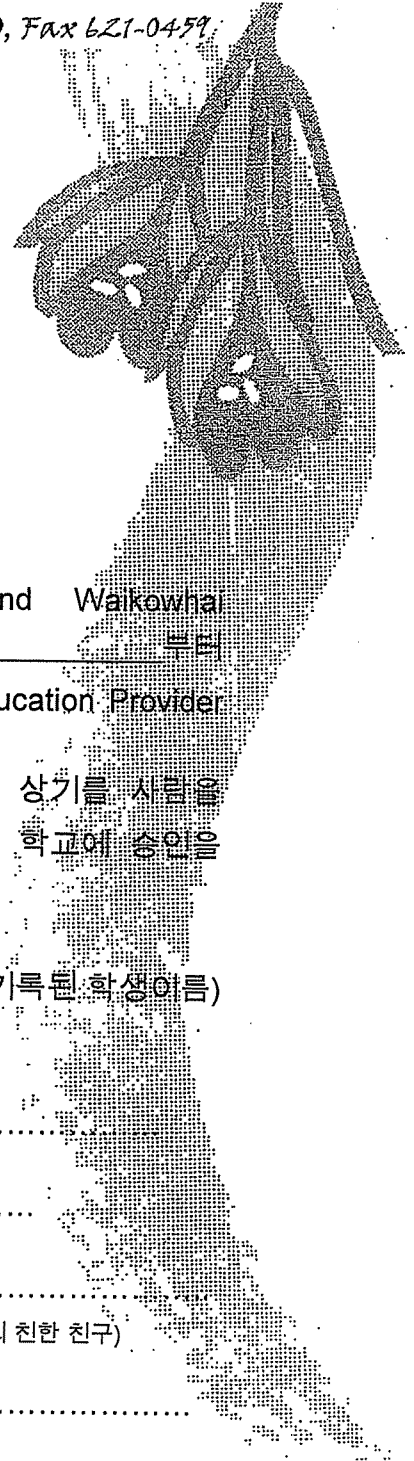 ), Fax 621-0459
nd Waikowhai
부터
ucation Provider
상기를 사람을
학교에 승인을
기록된 학생이름)
의 친한 친구)